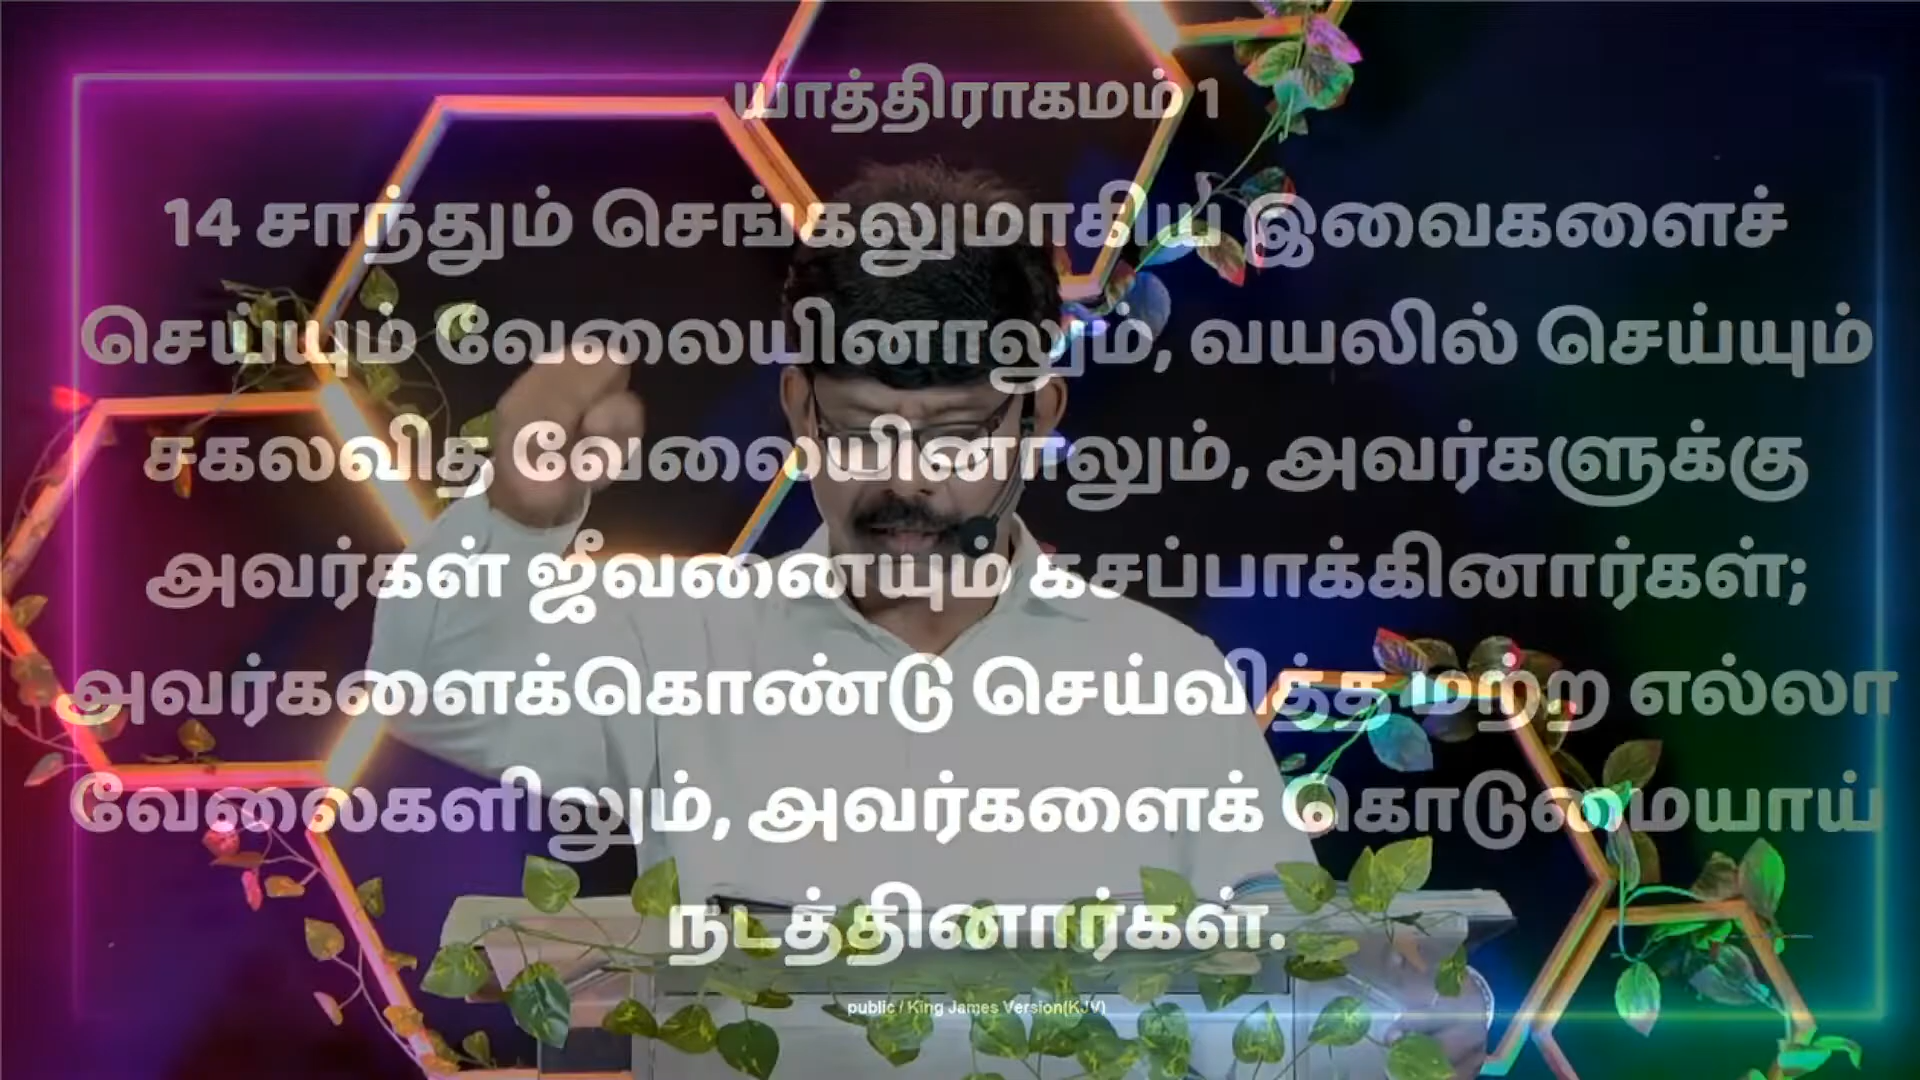 யாத்திராகமம் 1
14 சாந்தும் செங்கலுமாகிய இவைகளைச்
செய்யும் வேலையினாலும், வயலில் செய்யும்
சகலவித வேலையினாலும், அவர்களுக்கு
அவர்கள் ஜீவனையும் கசப்பாக்கினார்கள்;
அவர்களைக்கொண்டு செய்வித்த மற்ற எல்லா
வேலைகளிலும், அவர்களைக் கொடுமையாய்
நடத்தினார்கள்.
public / King James Version(KJV)